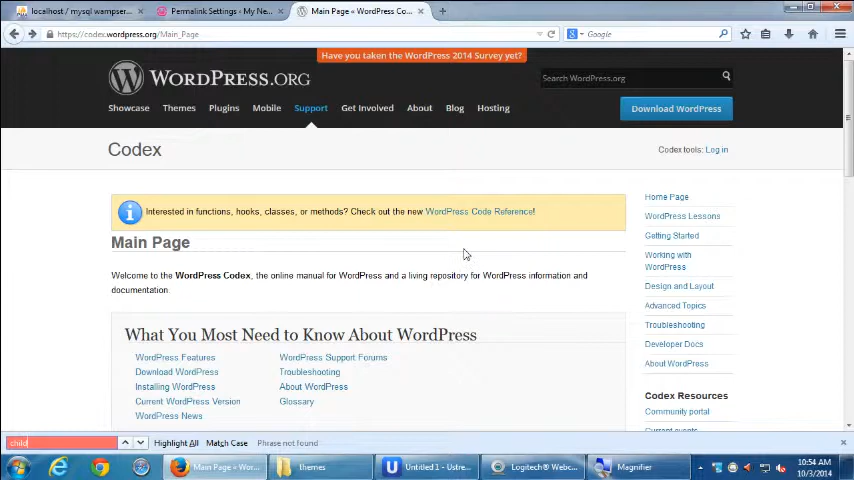 localhost / mysql wampser...
Permalink Settings ‹ My Ne...
Main Page « WordPress Co...
https://codex.wordpress.org/Main_Page
Google
Have you taken the WordPress 2014 Survey yet?
WORDPRESS.ORG
Search WordPress.org
Showcase Themes Plugins Mobile Support Get Involved About Blog Hosting
Download WordPress
Codex
Codex tools: Log in
Interested in functions, hooks, classes, or methods? Check out the new WordPress Code Reference!
Main Page
Welcome to the WordPress Codex, the online manual for WordPress and a living repository for WordPress information and
documentation.
What You Most Need to Know About WordPress
WordPress Features
Download WordPress
Installing WordPress
Current WordPress Version
WordPress News
WordPress Support Forums
Troubleshooting
About WordPress
Glossary
Home Page
WordPress Lessons
Getting Started
Working with
WordPress
Design and Layout
Advanced Topics
Troubleshooting
Developer Docs
About WordPress
Codex Resources
Community portal
Current events
child
Highlight All Match Case Phrase not found
Main Page « Wor...
themes
Untitled 1 - Ustre...
Logitech® Webc...
Magnifier
10:54 AM
10/3/2014